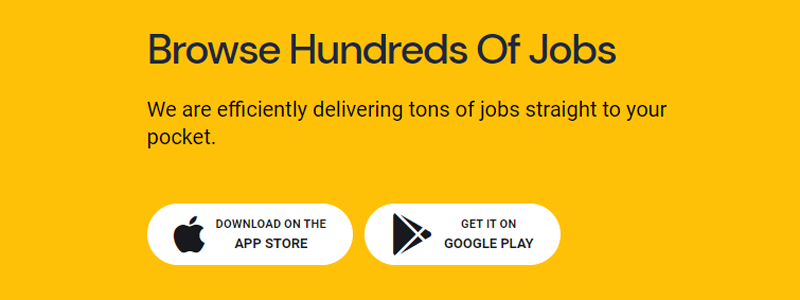 Browse Hundreds Of Jobs
We are efficiently delivering tons of jobs straight to your
pocket.
DOWNLOAD ON THE
APP STORE
GET IT ON
GOOGLE PLAY